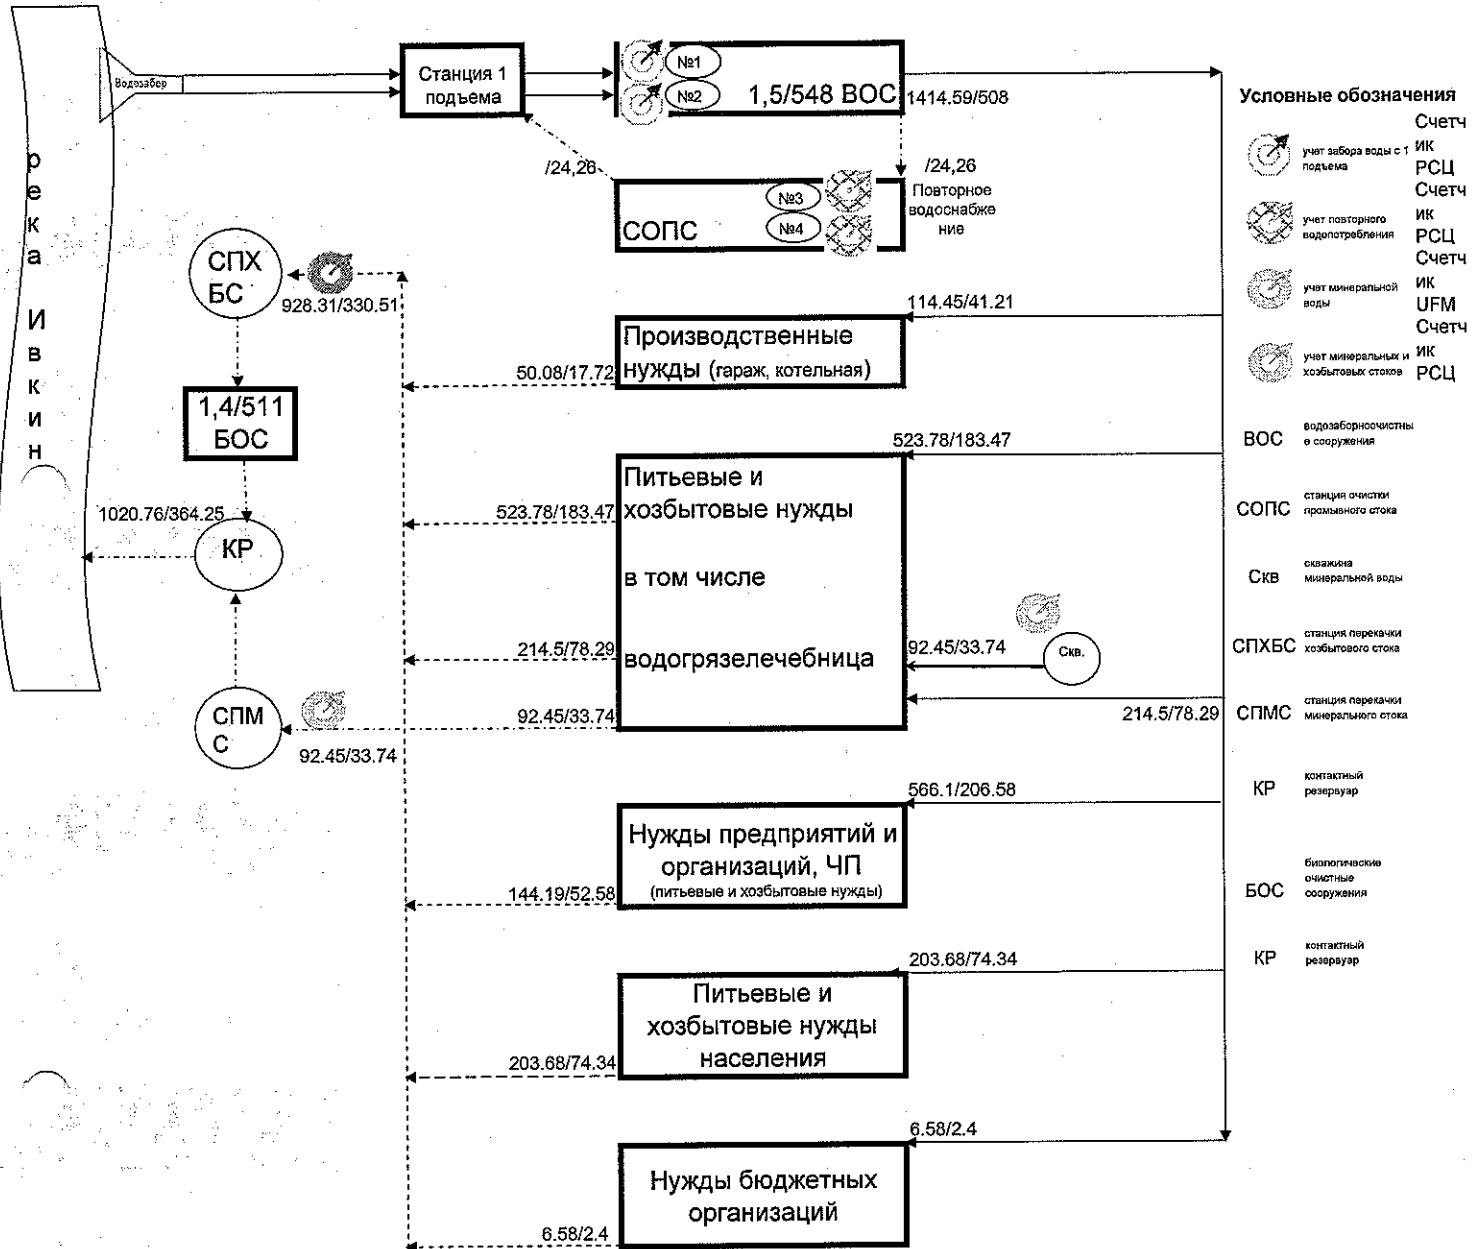 Водозабор
Станция 1
подъема
№1
№2
1,5/548 ВОС
1414.59/508
/24,26
/24,26
Повторное
водоснабже
ние
№3
№4
СОПС
р
е
к
а
И
в
к
и
н
СПХ
БС
928.31/330.51
114.45/41.21
Производственные
нужды (гараж, котельная)
50.08/17.72
1,4/511
БОС
523.78/183.47
Питьевые и
хозбытовые нужды
в том числе
водогрязелечебница
523.78/183.47
1020.76/364.25
КР
214.5/78.29
92.45/33.74
Скв.
92.45/33.74
214.5/78.29
СПМ
С
92.45/33.74
566.1/206.58
Нужды предприятий и
организаций, ЧП
(питьевые и хозбытовые нужды)
144.19/52.58
203.68/74.34
Питьевые и
хозбытовые нужды
населения
203.68/74.34
6.58/2.4
Нужды бюджетных
организаций
6.58/2.4
Условные обозначения
учет забора воды с 1
подъема
Счетч
ик
РСЦ
учет повторного
водопотребления
Счетч
ик
РСЦ
учет минеральной
воды
Счетч
ик
UFM
учет минеральных и
хозбытовых стоков
Счетч
ик
РСЦ
ВОС
водозаборноочистны
е сооружения
СОПС
станция очистки
промывного стока
Скв
скважина
минеральной воды
СПХБС
станция перекачки
хозбытового стока
СПМС
станция перекачки
минерального стока
КР
контактный
резервуар
БОС
биологические
очистные
сооружения
КР
контактный
резервуар